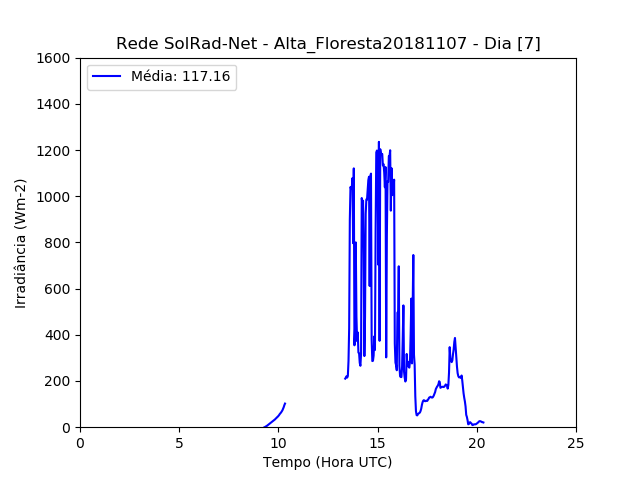 Rede SolRad-Net - Alta_Floresta20181107 - Dia [7]
Média: 117.16
1600
1400
1200
1000
800
600
400
200
0
Irradiância (Wm-2)
0 5 10 15 20 25
Tempo (Hora UTC)